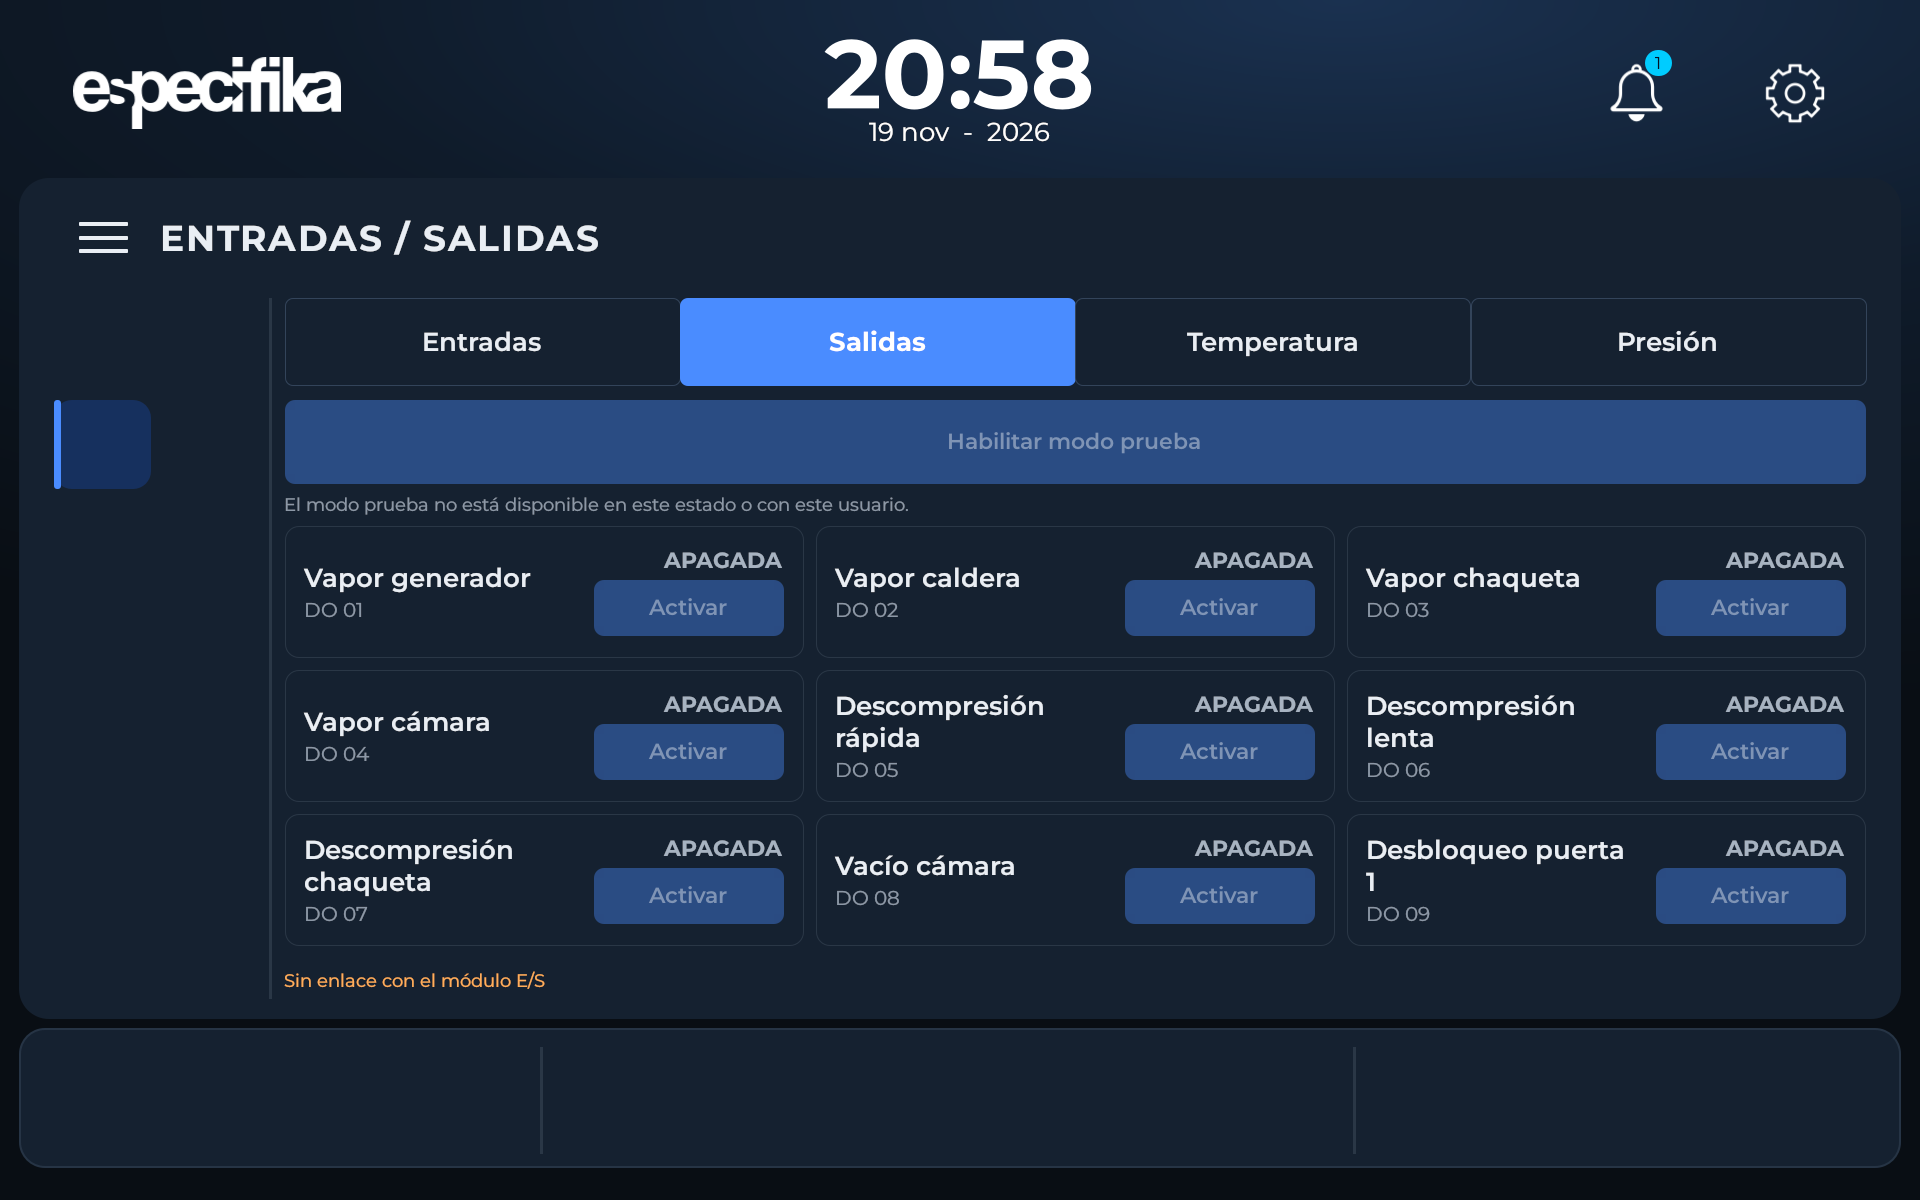 especifika
20:58
19 nov - 2026
1
ENTRADAS / SALIDAS
Entradas
Salidas
Temperatura
Presión
Habilitar modo prueba
El modo prueba no está disponible en este estado o con este usuario.
Vapor generador
DO 01
APAGADA
Activar
Vapor caldera
DO 02
APAGADA
Activar
Vapor chaqueta
DO 03
APAGADA
Activar
Vapor cámara
DO 04
APAGADA
Activar
Descompresión
rápida
DO 05
APAGADA
Activar
Descompresión
lenta
DO 06
APAGADA
Activar
Descompresión
chaqueta
DO 07
APAGADA
Activar
Vacío cámara
DO 08
APAGADA
Activar
Desbloqueo puerta
1
DO 09
APAGADA
Activar
Sin enlace con el módulo E/S